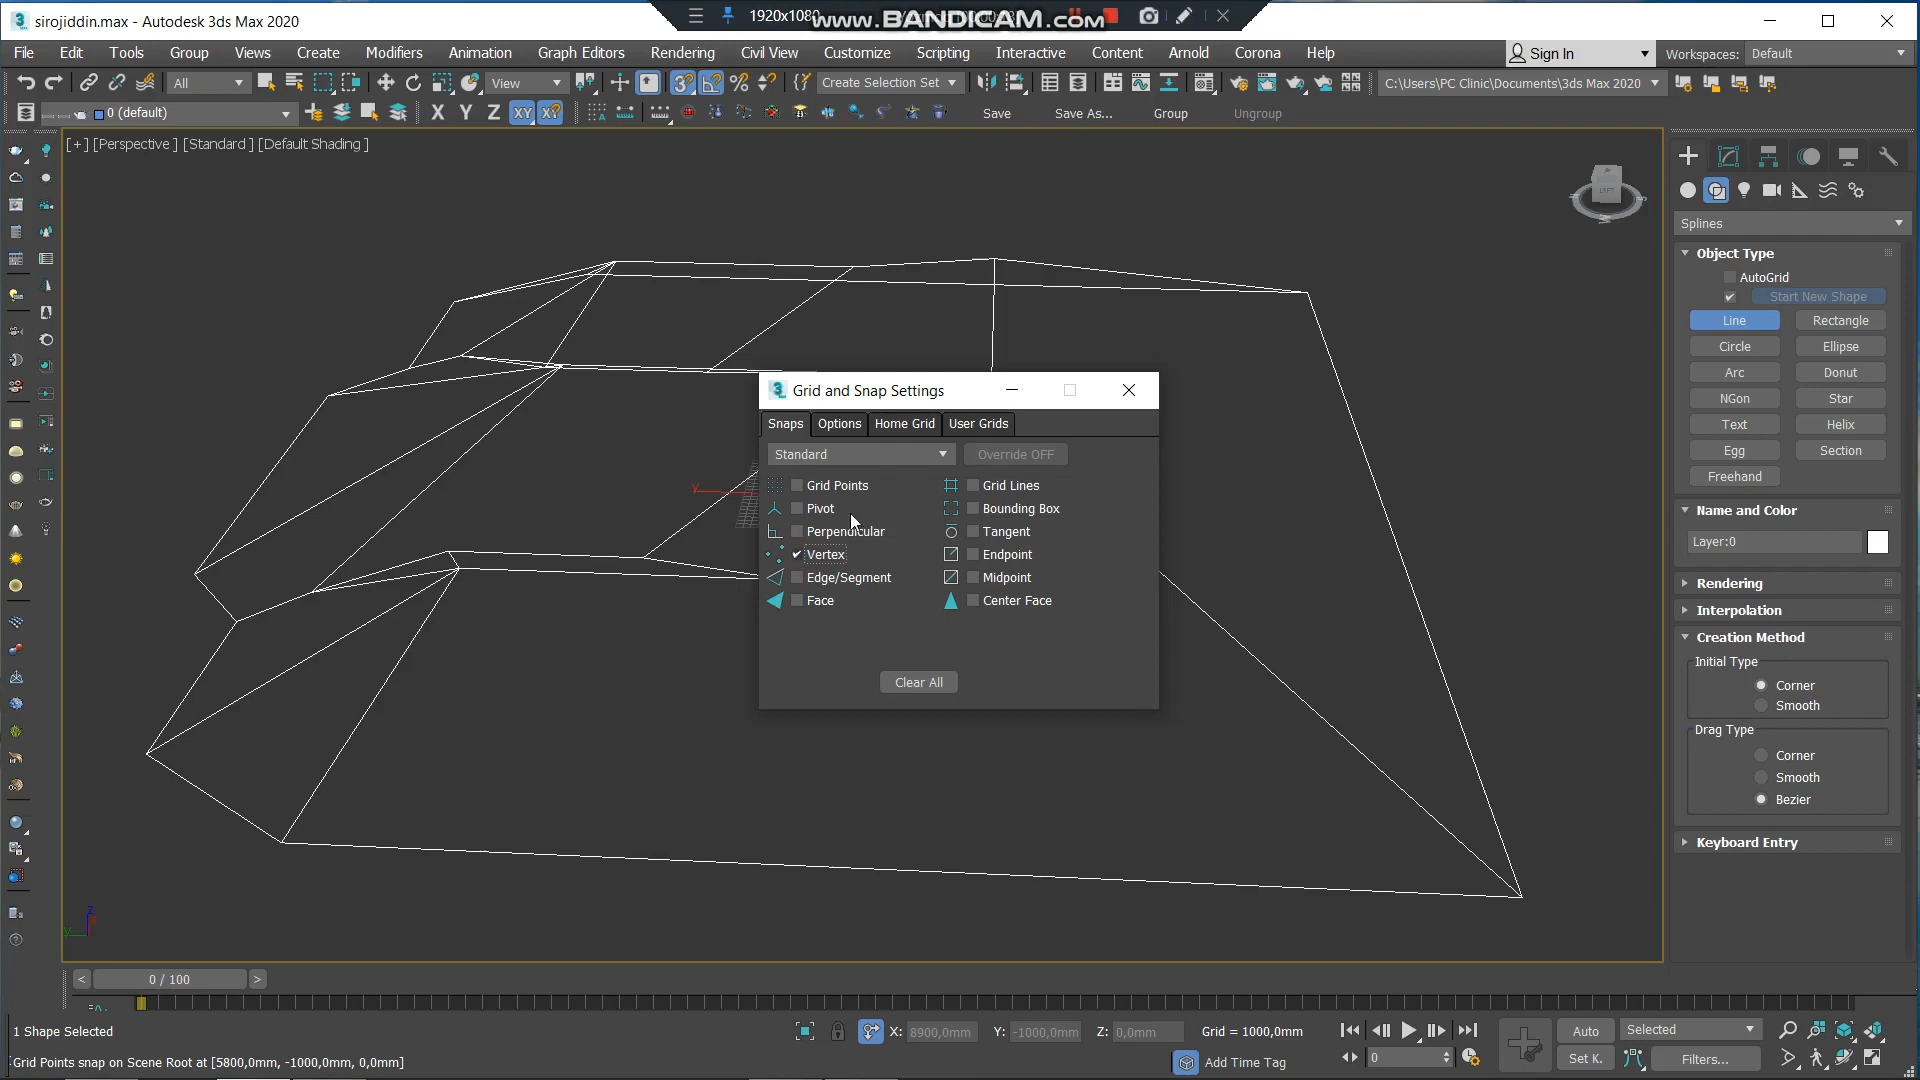 sirojiddin.max - Autodesk 3ds Max 2020
1920x1080
www.BANDICAM.com
File Edit Tools Group Views Create Modifiers Animation Graph Editors Rendering Civil View Customize Scripting Interactive Content Arnold Corona Help
Sign In
Workspaces: Default
All
View
Create Selection Set
C:\Users\PC Clinic\Documents\3ds Max 2020
0 (default)
X Y Z XY
Save Save As... Group Ungroup
[+] [Perspective ] [Standard ] [Default Shading ]
LEFT
Splines
Object Type
AutoGrid
Start New Shape
Line Rectangle
Circle Ellipse
Arc Donut
NGon Star
Text Helix
Egg Section
Freehand
Name and Color
Layer:0
Rendering
Interpolation
Creation Method
Initial Type
Corner
Smooth
Drag Type
Corner
Smooth
Bezier
Keyboard Entry
Grid and Snap Settings
Snaps Options Home Grid User Grids
Standard Override OFF
Grid Points Grid Lines
Pivot Bounding Box
Perpendicular Tangent
Vertex Endpoint
Edge/Segment Midpoint
Face Center Face
Clear All
y
z
y
< 0 / 100 >
1 Shape Selected
X: 8900,0mm Y: -1000,0mm Z: 0,0mm Grid = 1000,0mm
Auto Selected
Grid Points snap on Scene Root at [5800,0mm, -1000,0mm, 0,0mm]
Add Time Tag
0
Set K. Filters...